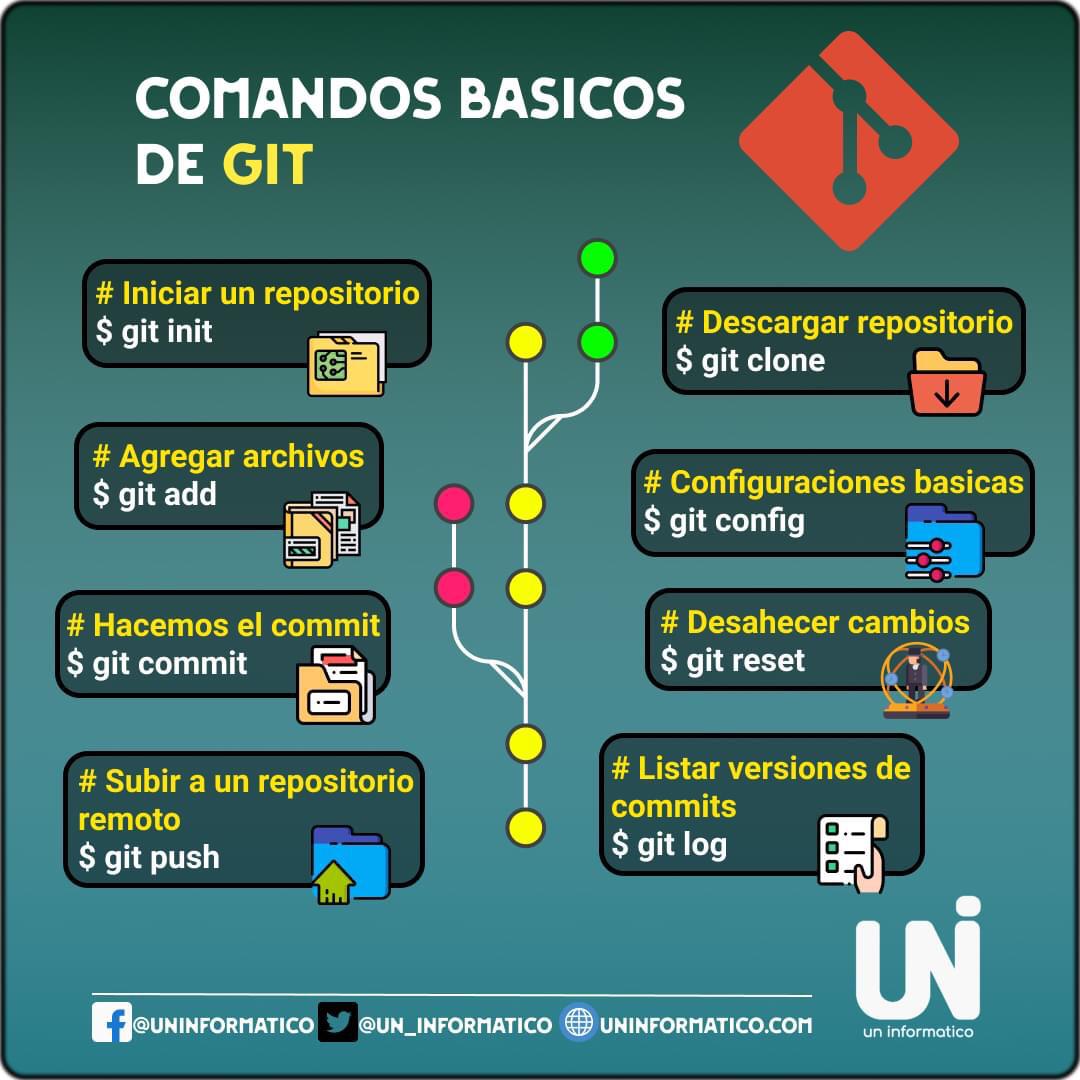 COMANDOS BASICOS
DE GIT
# Iniciar un repositorio
$ git init
# Agregar archivos
$ git add
# Hacemos el commit
$ git commit
# Subir a un repositorio
remoto
$ git push
# Descargar repositorio
$ git clone
# Configuraciones basicas
$ git config
# Desahecer cambios
$ git reset
# Listar versiones de
commits
$ git log
UNi
un informatico
@UNINFORMATICO
@UN_INFORMATICO
UNINFORMATICO.COM